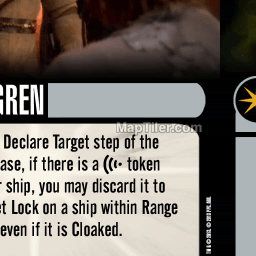 GREN
Declare Target step of the
ase, if there is a token
r ship, you may discard it to
et Lock on a ship within Range
even if it is Cloaked.
MapTiler.com